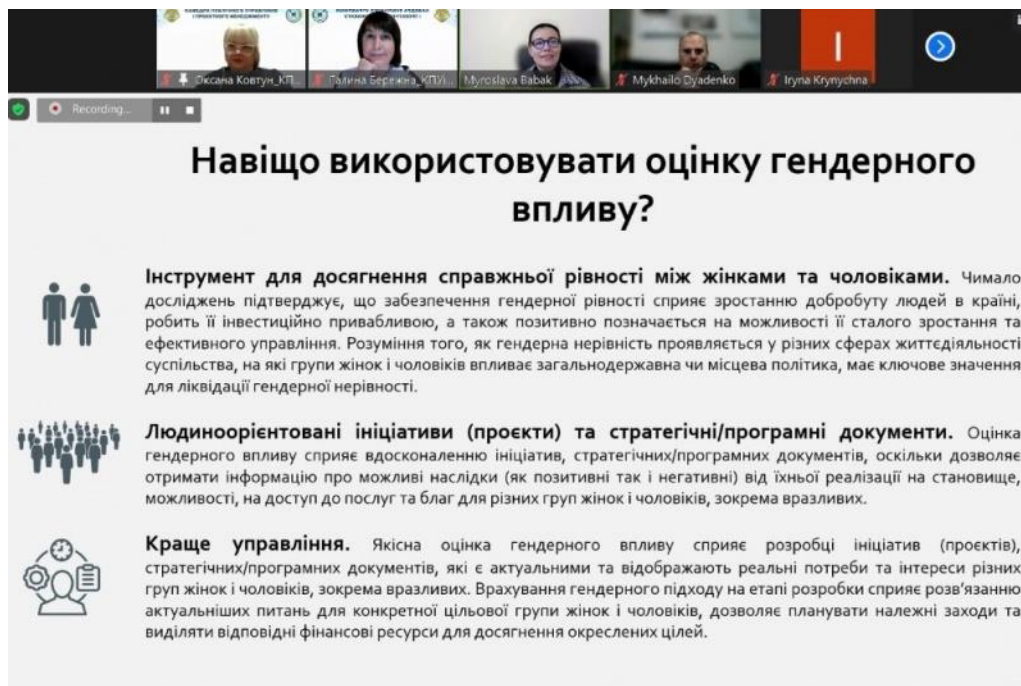 Оксана Ковтун_КП...
Галина Бережна_КПУі...
Myroslava Babak
Mykhailo Dyadenko
Iryna Krynychna
I
Recording...
Навіщо використовувати оцінку гендерного
впливу?
Інструмент для досягнення справжньої рівності між жінками та чоловіками. Чимало
досліджень підтверджує, що забезпечення гендерної рівності сприяє зростанню добробуту людей в країні,
робить її інвестиційно привабливою, а також позитивно позначається на можливості її сталого зростання та
ефективного управління. Розуміння того, як гендерна нерівність проявляється у різних сферах життєдіяльності
суспільства, на які групи жінок і чоловіків впливає загальнодержавна чи місцева політика, має ключове значення
для ліквідації гендерної нерівності.
Людиноорієнтовані ініціативи (проєкти) та стратегічні/програмні документи. Оцінка
гендерного впливу сприяє вдосконаленню ініціатив, стратегічних/програмних документів, оскільки дозволяє
отримати інформацію про можливі наслідки (як позитивні так і негативні) від їхньої реалізації на становище,
можливості, на доступ до послуг та благ для різних груп жінок і чоловіків, зокрема вразливих.
Краще управління. Якісна оцінка гендерного впливу сприяє розробці ініціатив (проєктів),
стратегічних/програмних документів, які є актуальними та відображають реальні потреби та інтереси різних
груп жінок і чоловіків, зокрема вразливих. Врахування гендерного підходу на етапі розробки сприяє розв’язанню
актуальніших питань для конкретної цільової групи жінок і чоловіків, дозволяє планувати належні заходи та
виділяти відповідні фінансові ресурси для досягнення окреслених цілей.